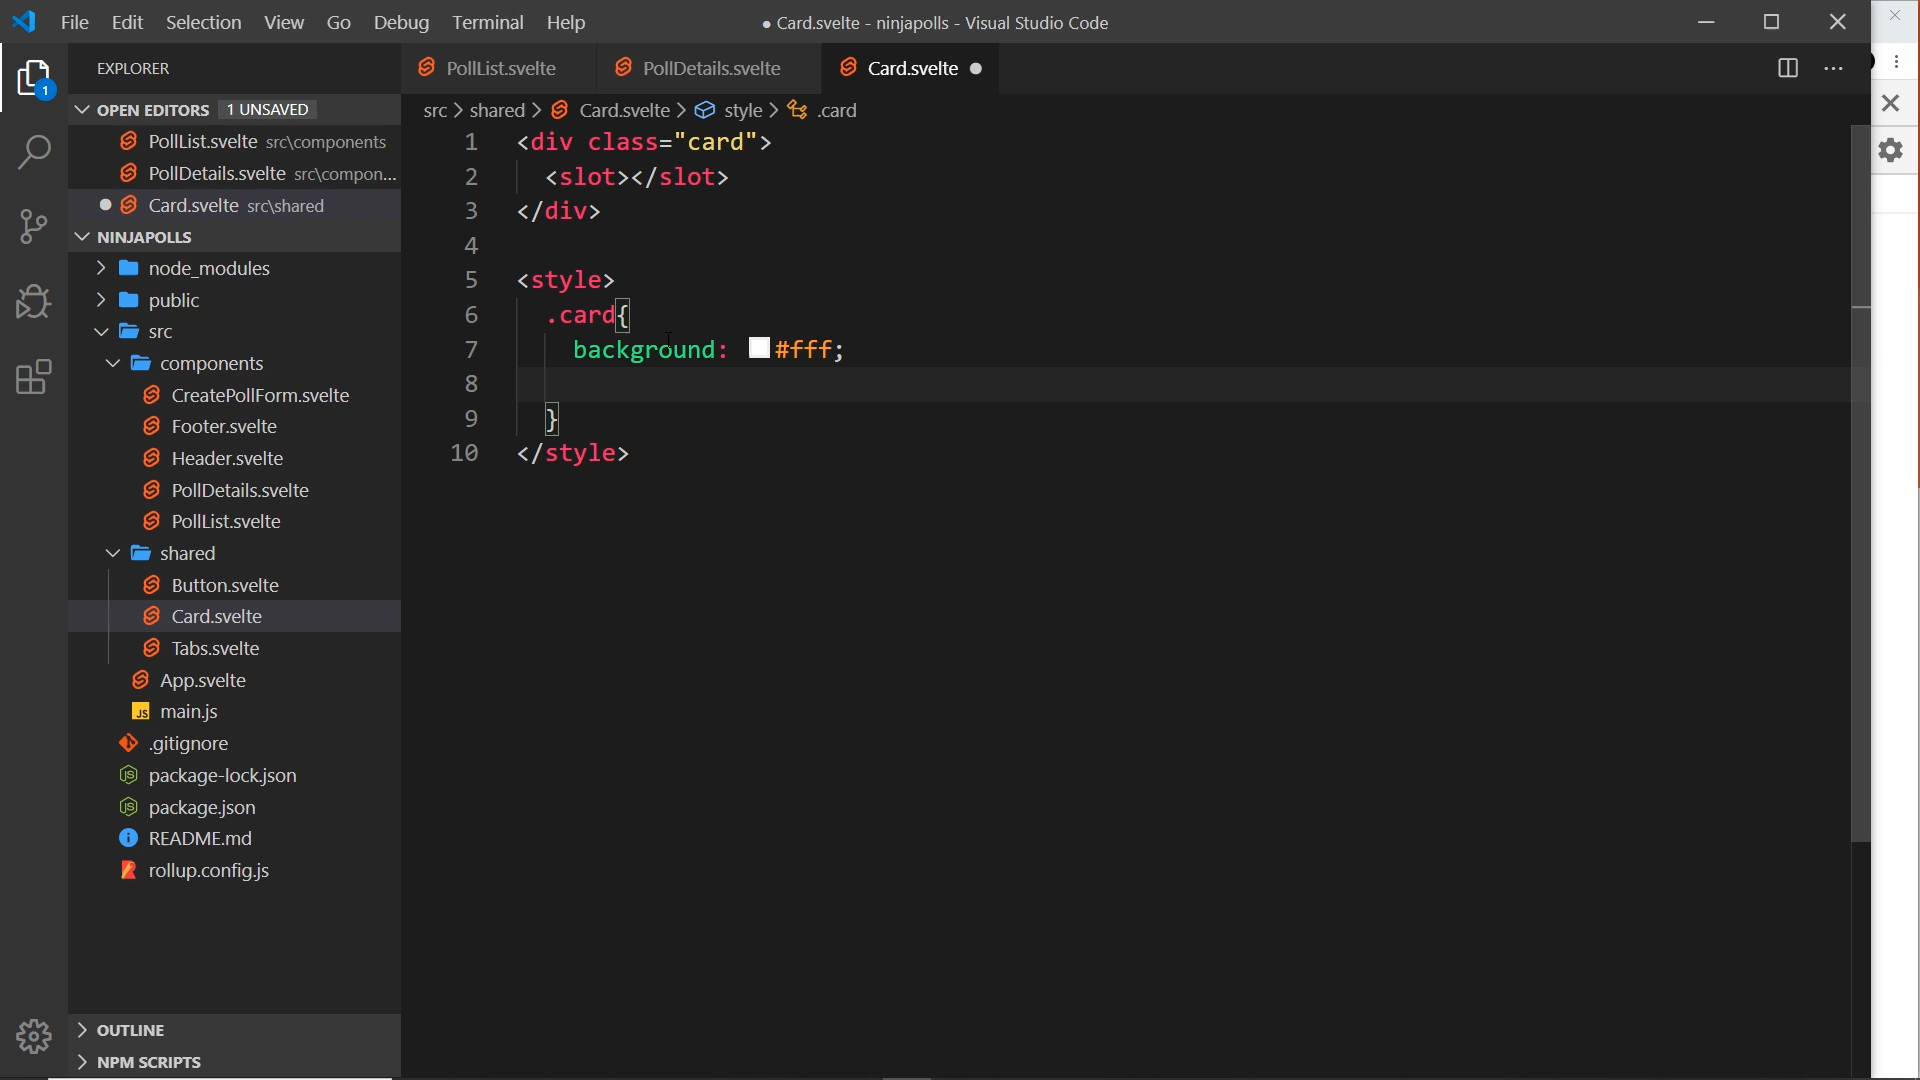 File Edit Selection View Go Debug Terminal Help
● Card.svelte - ninjapolls - Visual Studio Code
EXPLORER
OPEN EDITORS 1 UNSAVED
PollList.svelte src\components
PollDetails.svelte src\compon...
Card.svelte src\shared
NINJAPOLLS
node_modules
public
src
components
CreatePollForm.svelte
Footer.svelte
Header.svelte
PollDetails.svelte
PollList.svelte
shared
Button.svelte
Card.svelte
Tabs.svelte
App.svelte
JS main.js
.gitignore
package-lock.json
package.json
README.md
rollup.config.js
OUTLINE
NPM SCRIPTS
1
PollList.svelte PollDetails.svelte Card.svelte ●
src > shared > Card.svelte > style > .card
1 <div class="card">
2 <slot></slot>
3 </div>
4
5 <style>
6 .card{
7 background: #fff;
8
9 }
10 </style>